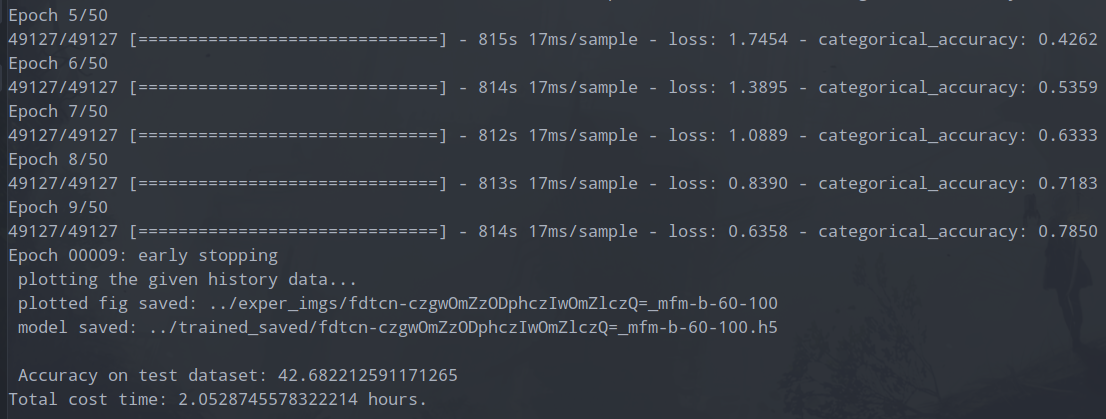 Epoch 5/50
49127/49127 [==============================] - 815s 17ms/sample - loss: 1.7454 - categorical_accuracy: 0.4262
Epoch 6/50
49127/49127 [==============================] - 814s 17ms/sample - loss: 1.3895 - categorical_accuracy: 0.5359
Epoch 7/50
49127/49127 [==============================] - 812s 17ms/sample - loss: 1.0889 - categorical_accuracy: 0.6333
Epoch 8/50
49127/49127 [==============================] - 813s 17ms/sample - loss: 0.8390 - categorical_accuracy: 0.7183
Epoch 9/50
49127/49127 [==============================] - 814s 17ms/sample - loss: 0.6358 - categorical_accuracy: 0.7850
Epoch 00009: early stopping
plotting the given history data...
plotted fig saved: ../exper_imgs/fdtcn-czgwOmZzODphczIwOmZlczQ=_mfm-b-60-100
model saved: ../trained_saved/fdtcn-czgwOmZzODphczIwOmZlczQ=_mfm-b-60-100.h5
Accuracy on test dataset: 42.682212591171265
Total cost time: 2.0528745578322214 hours.